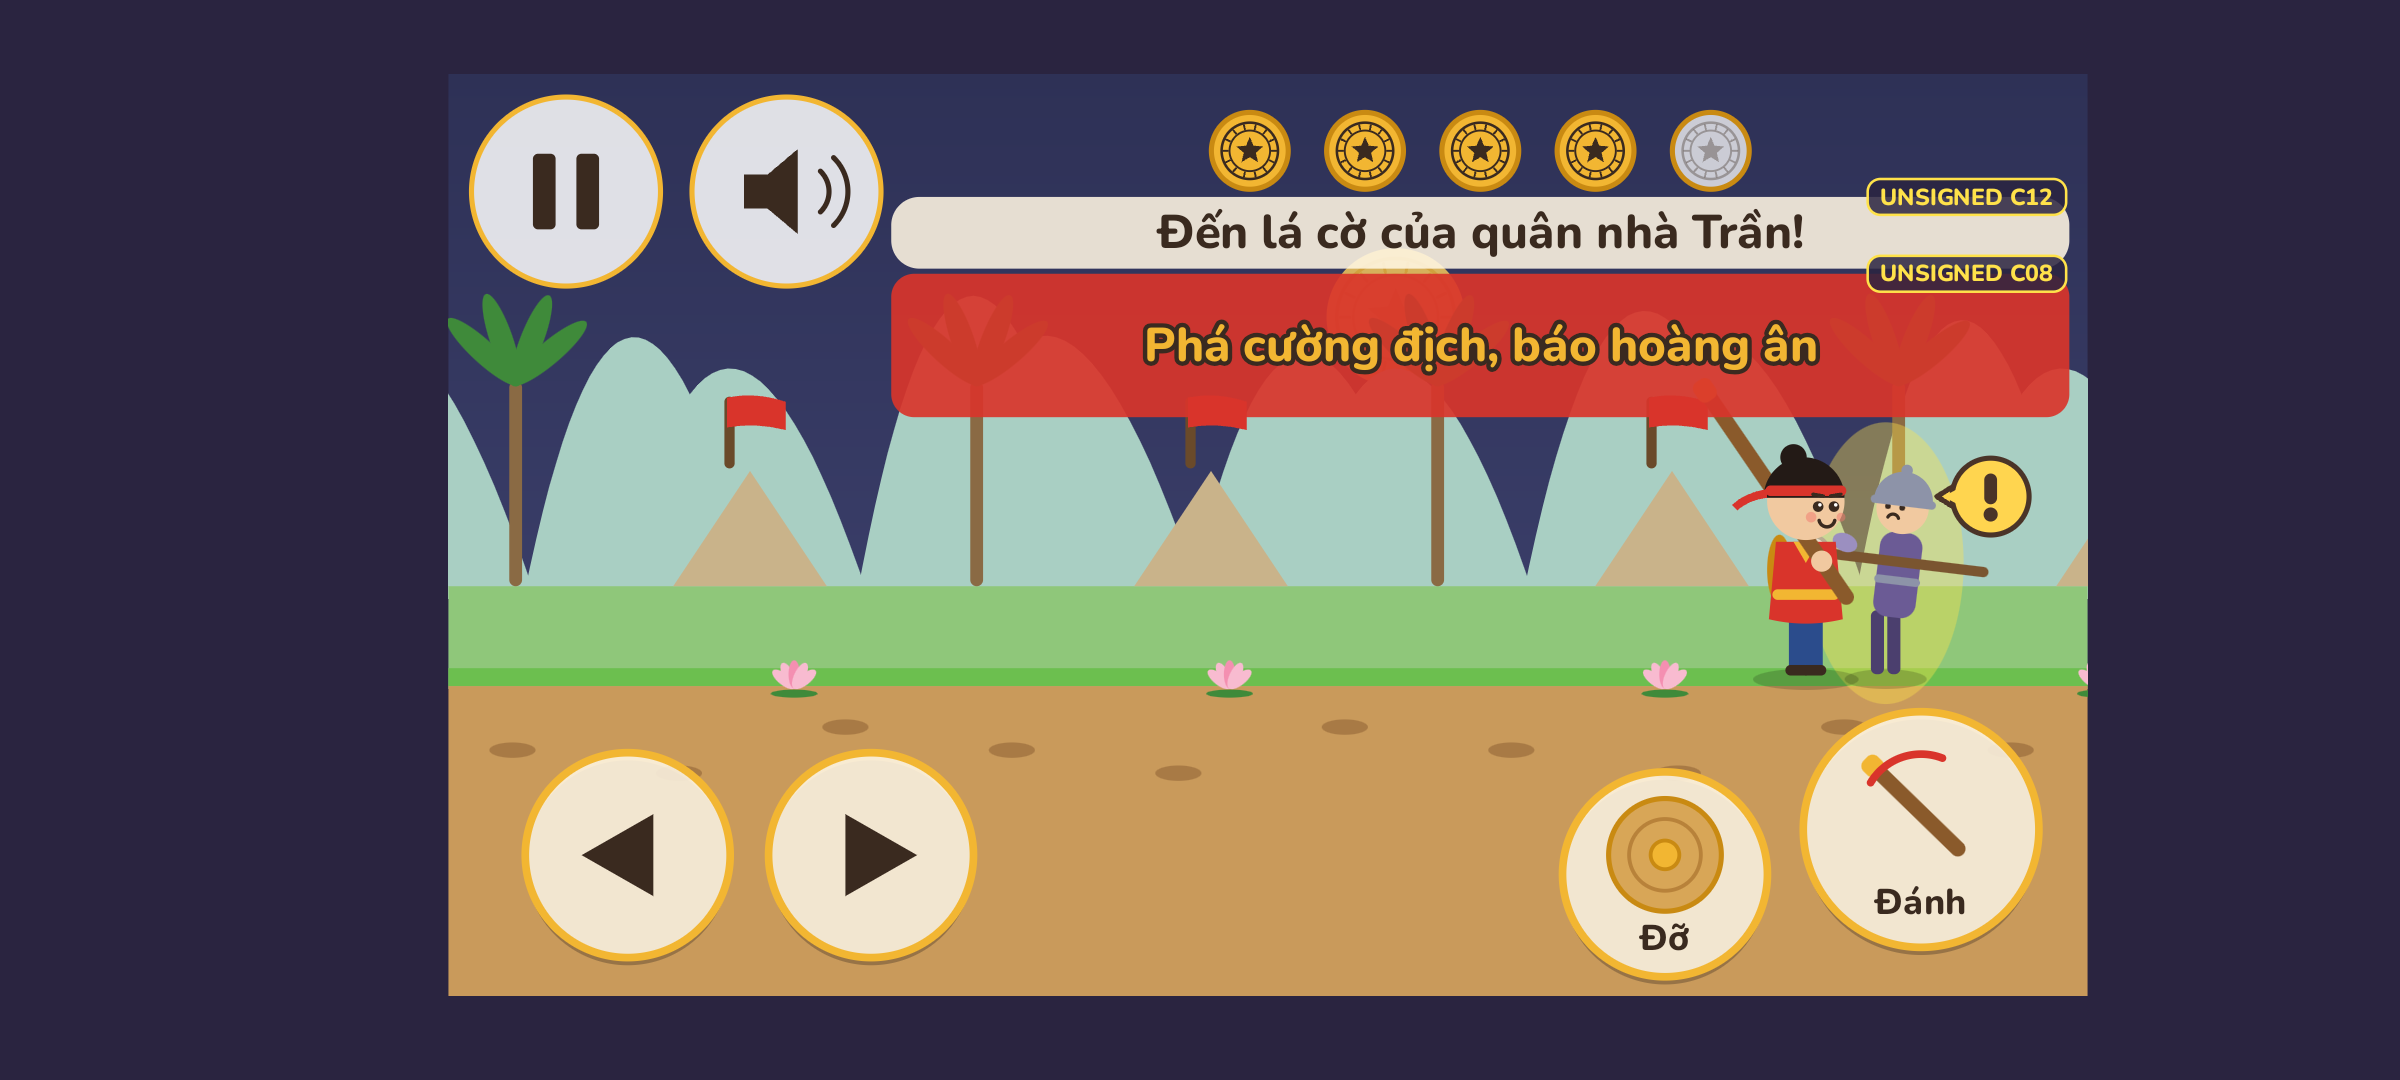 UNSIGNED C12
Đến lá cờ của quân nhà Trần!
UNSIGNED C08
Phá cường địch, báo hoàng ân
!
Đánh
Đỡ